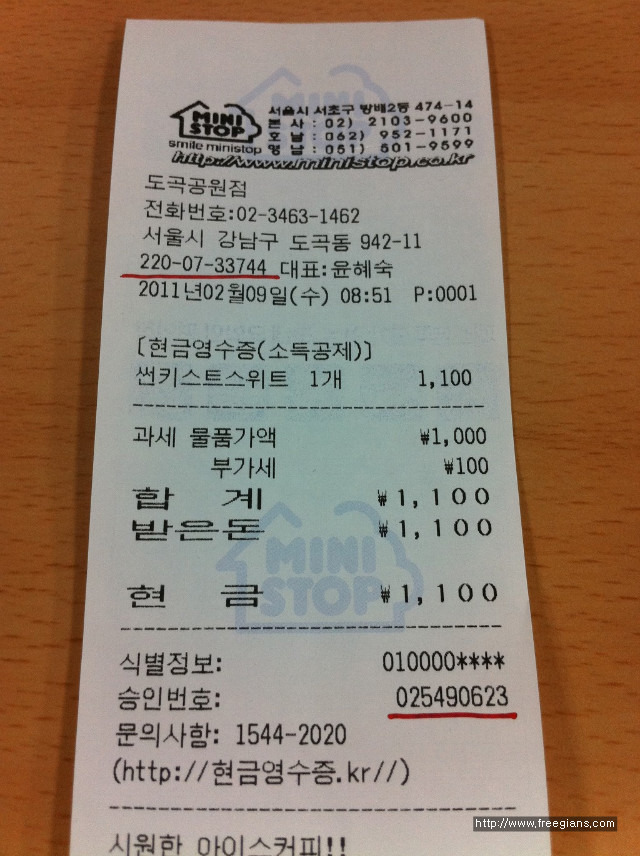 MINI STOP
smile ministop
서울시 서초구 방배2동 474-14
본 사 : 02) 2103-9600
호 남 : 062) 952-1171
영 남 : 051) 501-9599
http://www.ministop.co.kr
도곡공원점
전화번호:02-3463-1462
서울시 강남구 도곡동 942-11
220-07-33744 대표:윤혜숙
2011년02월09일(수) 08:51 P:0001
[현금영수증(소득공제)]
썬키스트스위트 1개 1,100
과세 물품가액 ₩1,000
부가세 ₩100
합 계 ₩1,100
받은돈 ₩1,100
MINI STOP
현 금 ₩1,100
식별정보: 010000****
승인번호: 025490623
문의사항: 1544-2020
(http://현금영수증.kr//)
시원한 아이스커피!!
http://www.freegians.com